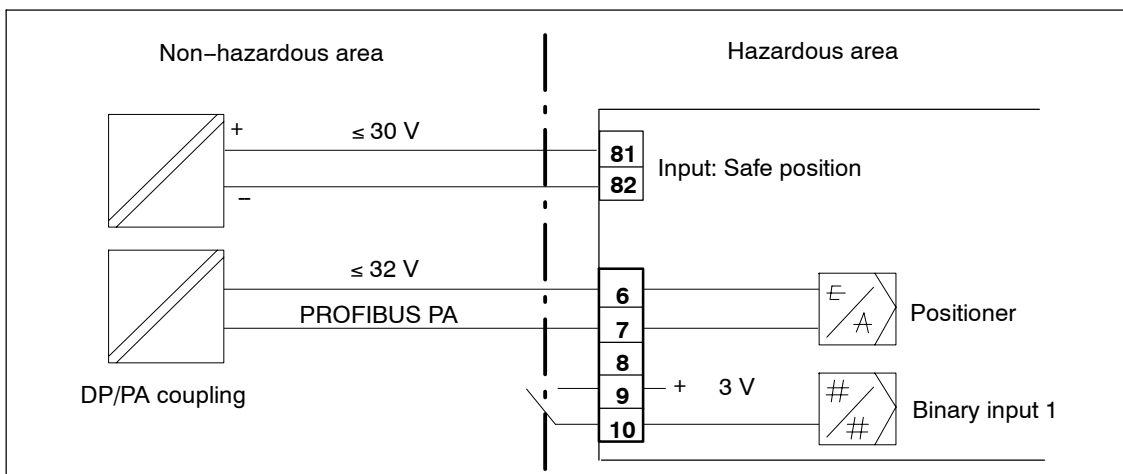 Non-hazardous area
Hazardous area
+
≤ 30 V
81
Input: Safe position
82
−
≤ 32 V
6
PROFIBUS PA
7
E
A
Positioner
8
DP/PA coupling
9
+ 3 V
#
#
Binary input 1
10